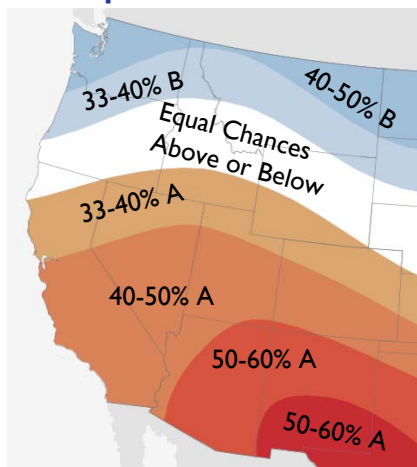 33-40% B
40-50% B
Equal Chances
Above or Below
33-40% A
40-50% A
50-60% A
50-60% A